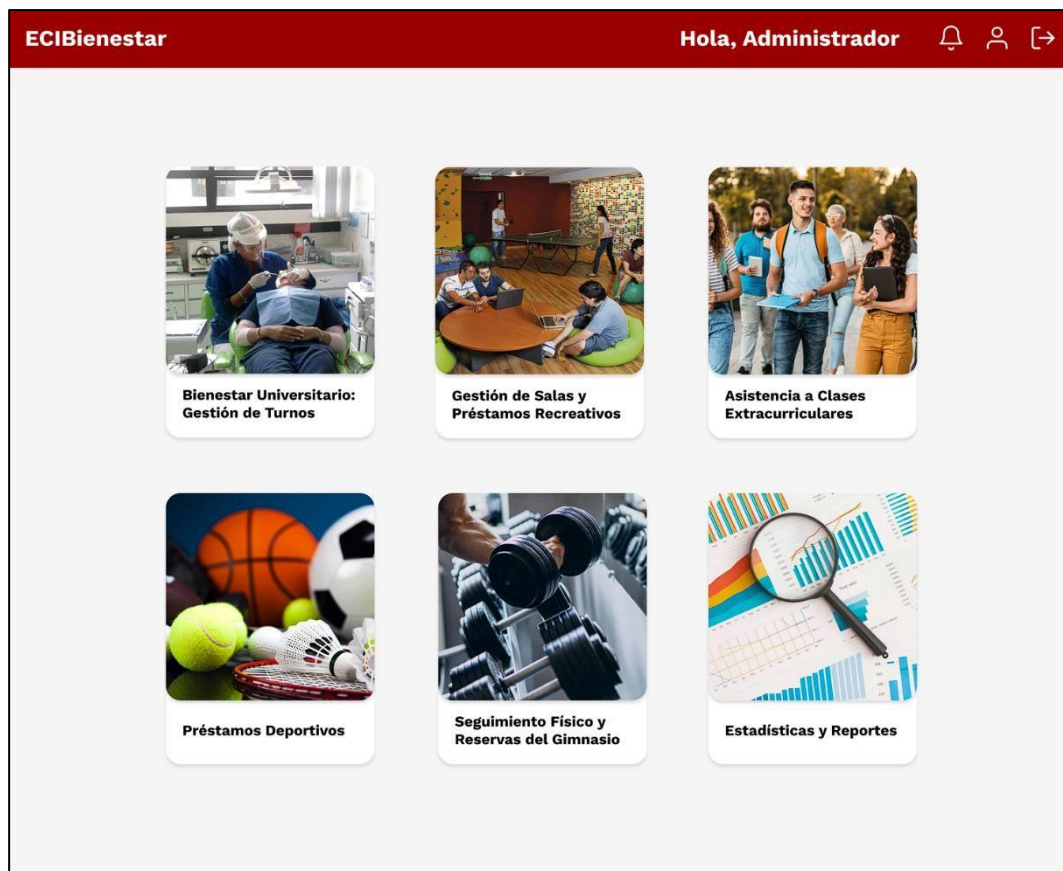 ECIBienestar
Hola, Administrador
Bienestar Universitario:
Gestión de Turnos
Gestión de Salas y
Préstamos Recreativos
Asistencia a Clases
Extracurriculares
Préstamos Deportivos
Seguimiento Físico y
Reservas del Gimnasio
Estadísticas y Reportes